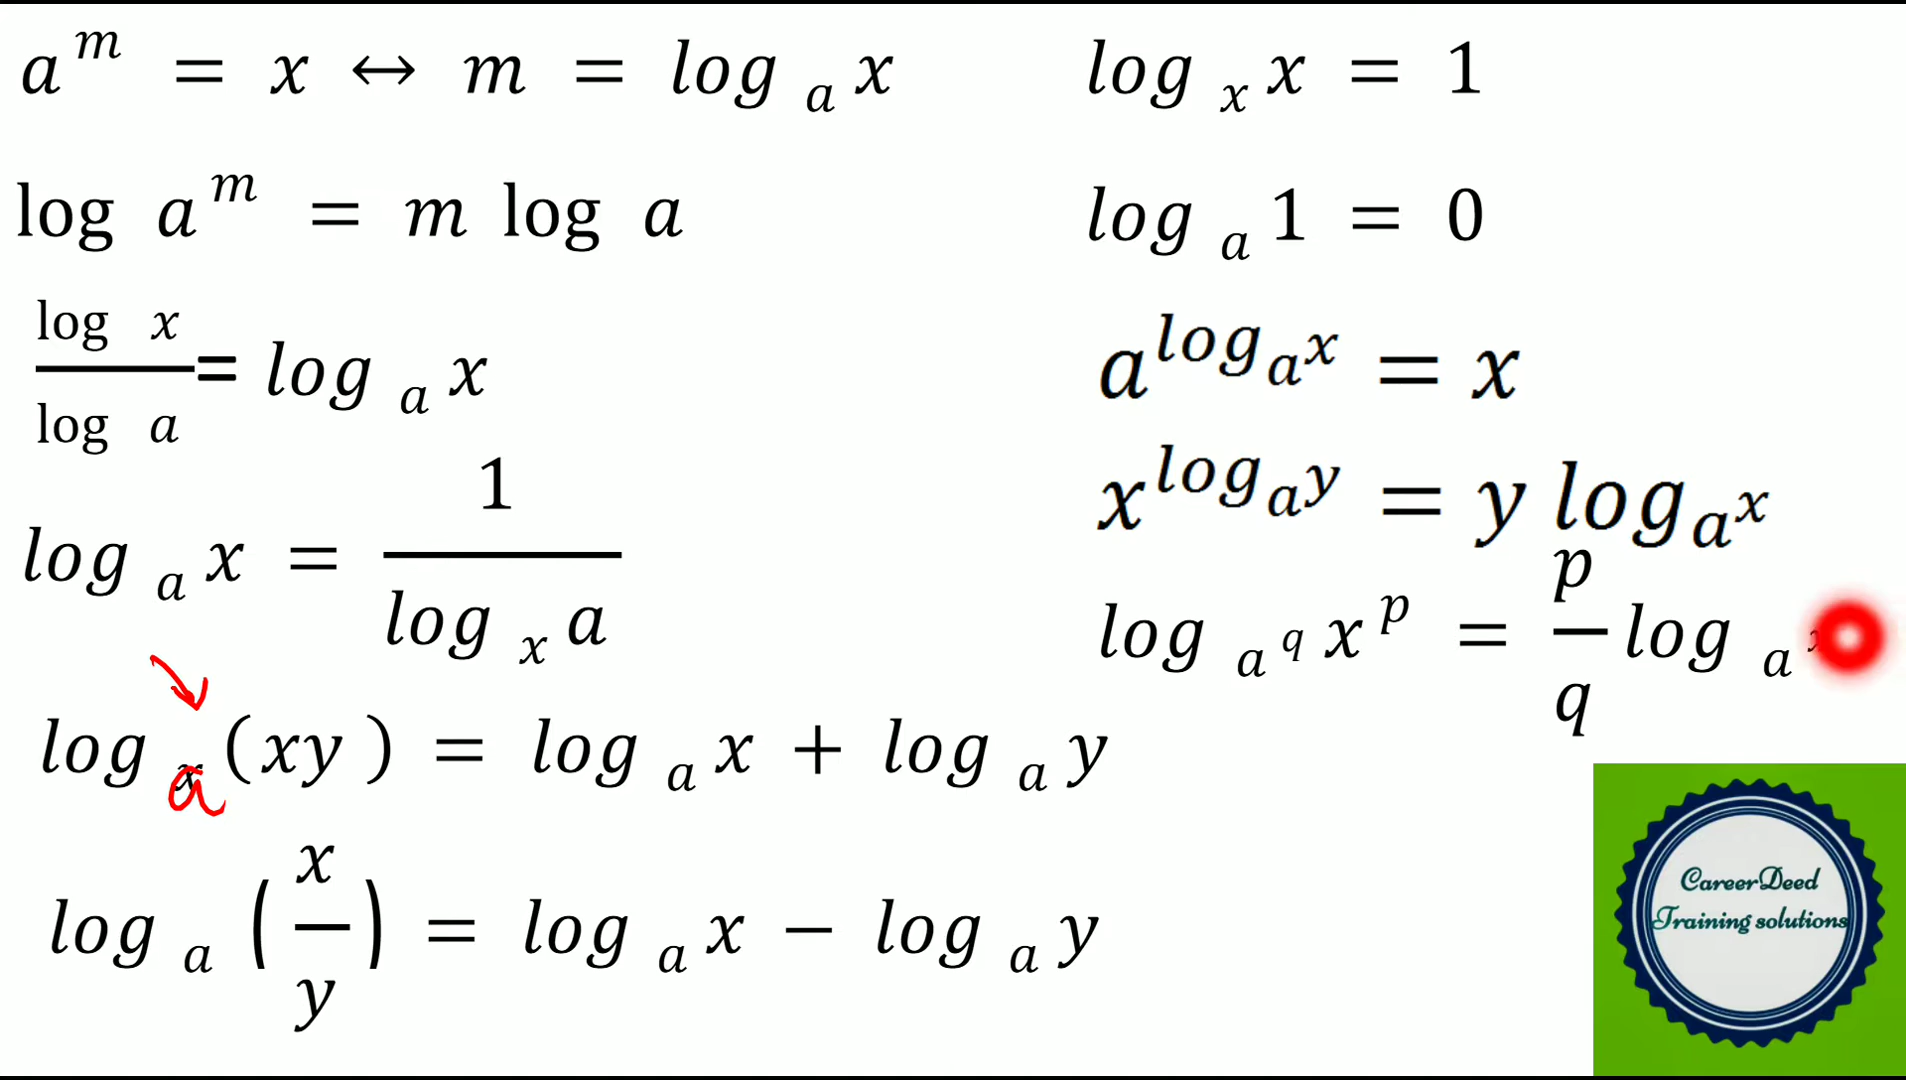 a^m = x ↔ m = log_a x
log a^m = m log a
log x / log a = log_a x
log_a x = 1 / log_x a
log_x (xy) = log_a x + log_a y
a
log_a (x/y) = log_a x − log_a y
log_x x = 1
log_a 1 = 0
a^(log_a x) = x
x^(log_a y) = y log_a x
log_(a^q) x^p = p/q log_a
CareerDeed
Training solutions